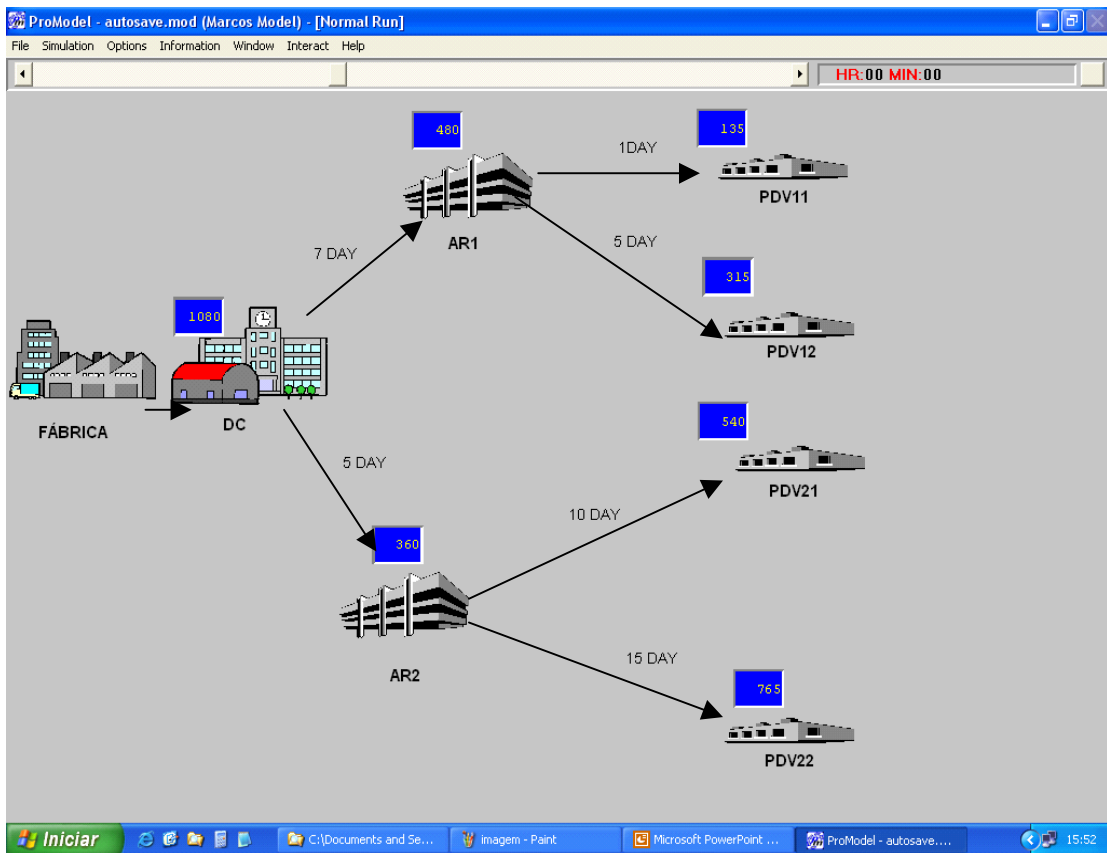 ProModel - autosave.mod (Marcos Model) - [Normal Run]
File Simulation Options Information Window Interact Help
HR:00 MIN:00
480
135
1DAY
PDV11
AR1
5 DAY
7 DAY
315
1080
PDV12
FÁBRICA
DC
540
5 DAY
PDV21
10 DAY
360
15 DAY
AR2
765
PDV22
Iniciar
C:\Documents and Se...
imagem - Paint
Microsoft PowerPoint ...
ProModel - autosave....
15:52